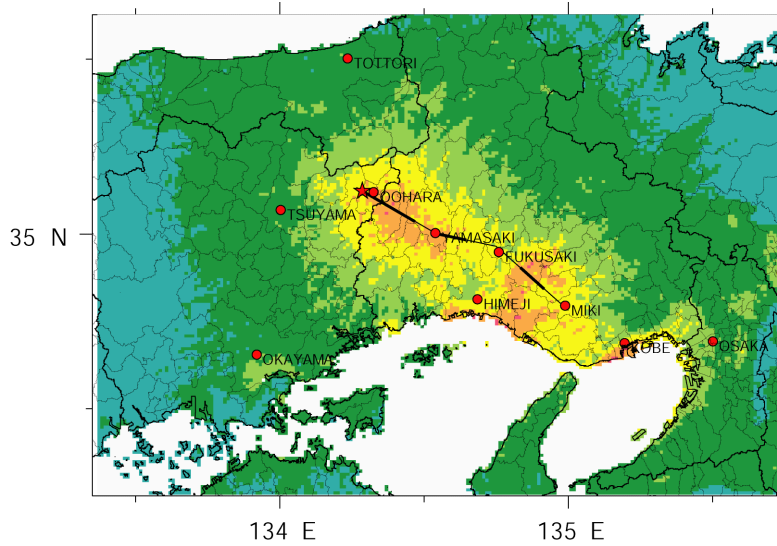 TOTTORI
OOHARA
TSUYAMA
35 N
YAMASAKI
FUKUSAKI
HIMEJI
MIKI
KOBE
OSAKA
OKAYAMA
134 E
135 E